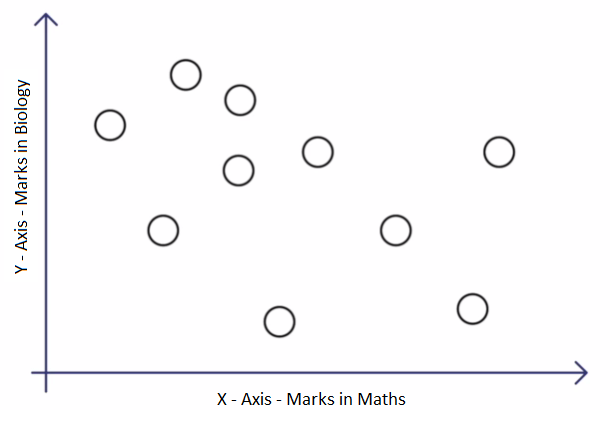 Y - Axis - Marks in Biology
X - Axis - Marks in Maths